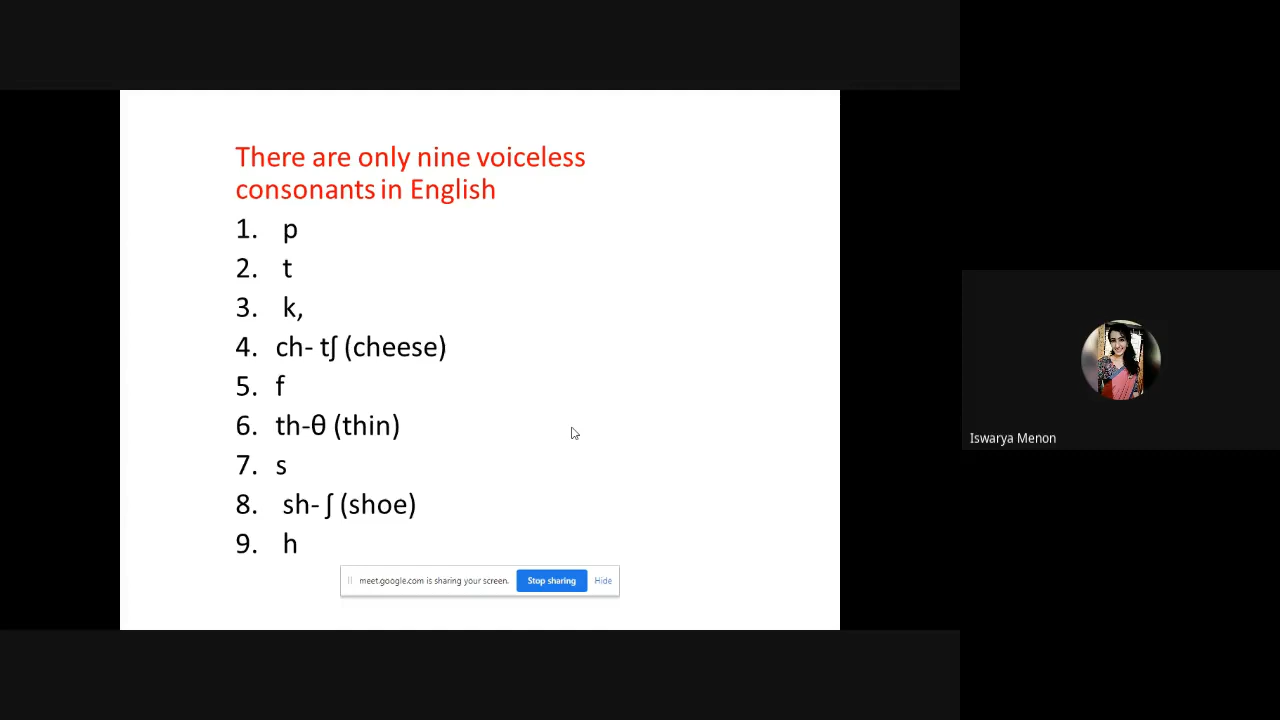 There are only nine voiceless
consonants in English
1. p
2. t
3. k,
4. ch- tʃ (cheese)
5. f
6. th-θ (thin)
7. s
8. sh- ʃ (shoe)
9. h
meet.google.com is sharing your screen. Stop sharing Hide
Iswarya Menon